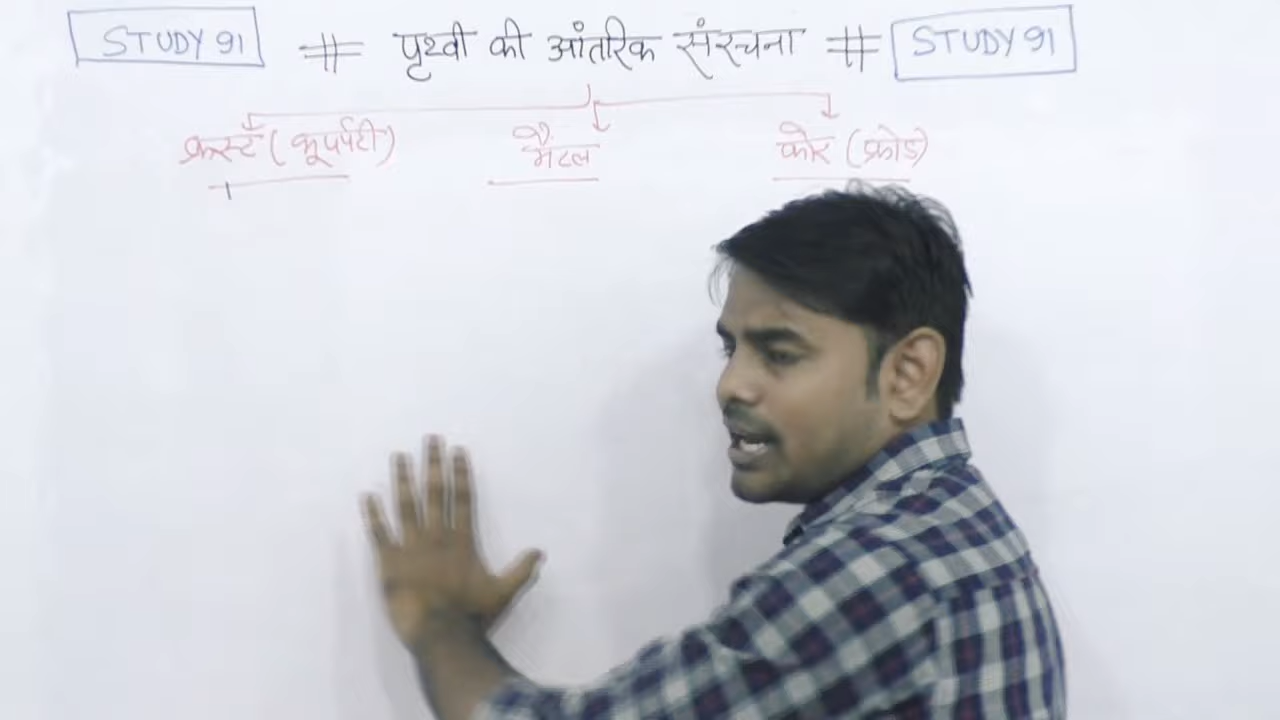 STUDY 91 # पृथ्वी की आंतरिक संरचना # STUDY 91
क्रस्ट (भूपर्पटी) मैंटल कोर (क्रोड)